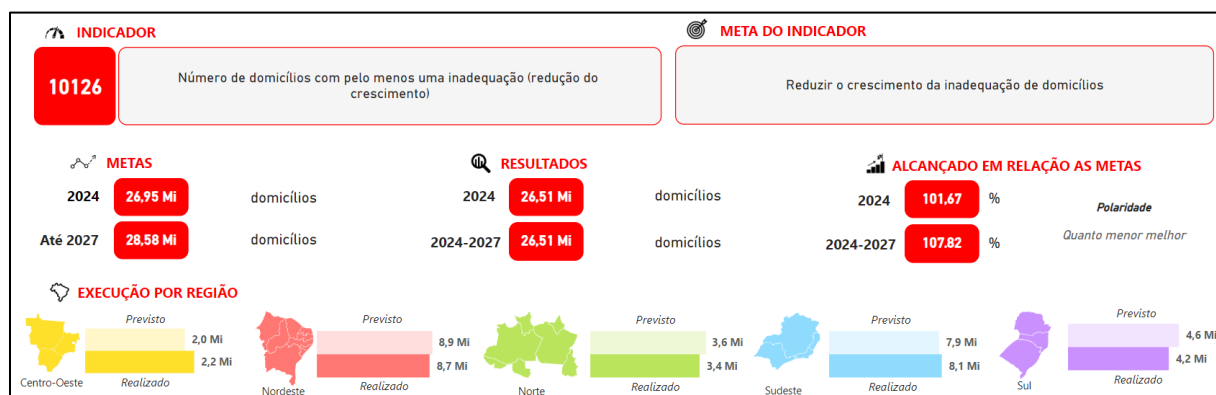 INDICADOR
META DO INDICADOR
10126
Número de domicílios com pelo menos uma inadequação (redução do
crescimento)
Reduzir o crescimento da inadequação de domicílios
METAS
RESULTADOS
ALCANÇADO EM RELAÇÃO AS METAS
2024 26,95 Mi domicílios
2024 26,51 Mi domicílios
2024 101,67 %
Polaridade
Até 2027 28,58 Mi domicílios
2024-2027 26,51 Mi domicílios
2024-2027 107.82 %
Quanto menor melhor
EXECUÇÃO POR REGIÃO
Previsto
2,0 Mi
2,2 Mi
Centro-Oeste
Realizado
Previsto
8,9 Mi
8,7 Mi
Nordeste
Realizado
Previsto
3,6 Mi
3,4 Mi
Norte
Realizado
Previsto
7,9 Mi
8,1 Mi
Sudeste
Realizado
Previsto
4,6 Mi
4,2 Mi
Sul
Realizado